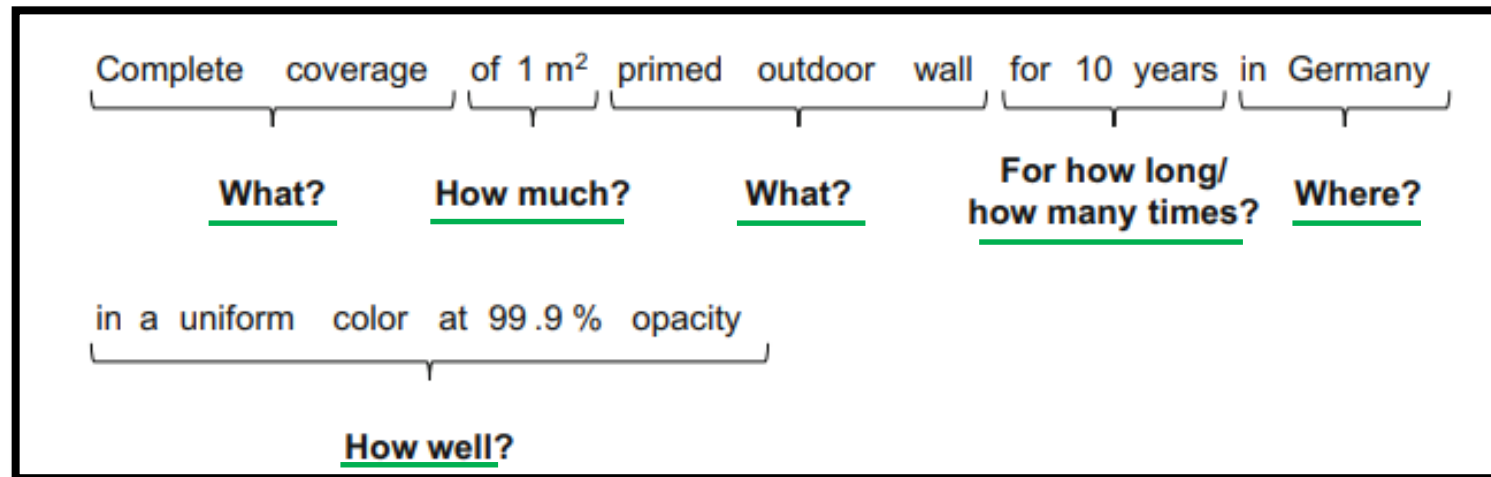 Complete coverage of 1 m² primed outdoor wall for 10 years in Germany
What? How much? What? For how long/ how many times? Where?
in a uniform color at 99 .9 % opacity
How well?